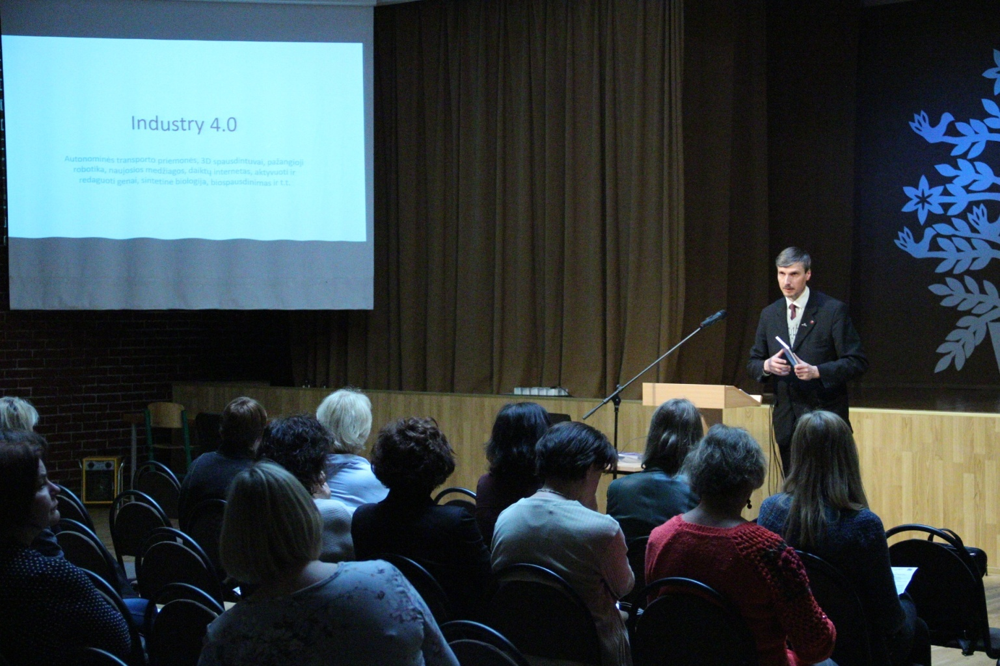 Industry 4.0
Autonominės transporto priemonės, 3D spausdintuvai, pažangioji
robotika, naujosios medžiagos, daiktų internetas, aktyvuoti ir
redaguoti genai, sintetinė biologija, biospausdinimas ir t.t.